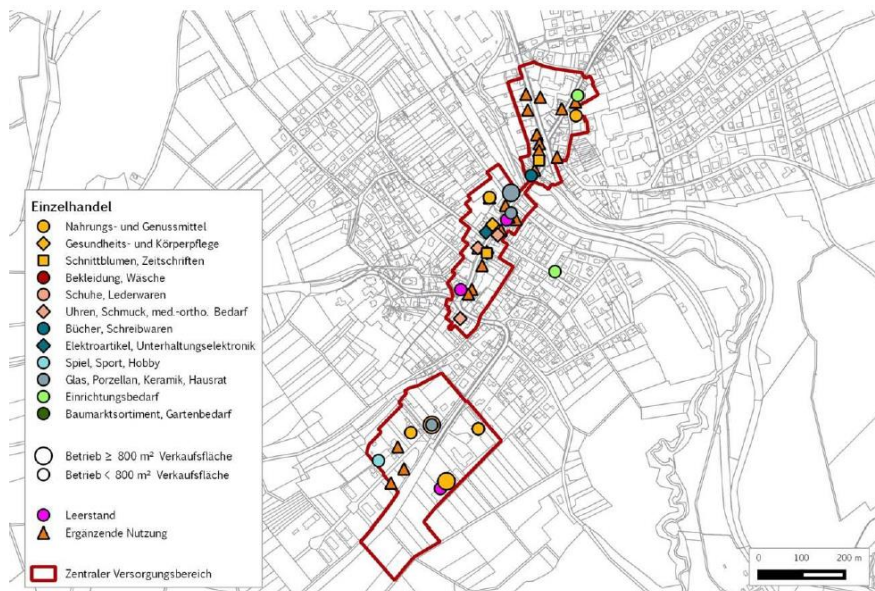 Einzelhandel
Nahrungs- und Genussmittel
Gesundheits- und Körperpflege
Schnittblumen, Zeitschriften
Bekleidung, Wäsche
Schuhe, Lederwaren
Uhren, Schmuck, med.-ortho. Bedarf
Bücher, Schreibwaren
Elektroartikel, Unterhaltungselektronik
Spiel, Sport, Hobby
Glas, Porzellan, Keramik, Hausrat
Einrichtungsbedarf
Baumarktsortiment, Gartenbedarf
Betrieb ≥ 800 m² Verkaufsfläche
Betrieb < 800 m² Verkaufsfläche
Leerstand
Ergänzende Nutzung
Zentraler Versorgungsbereich
0 100 200 m